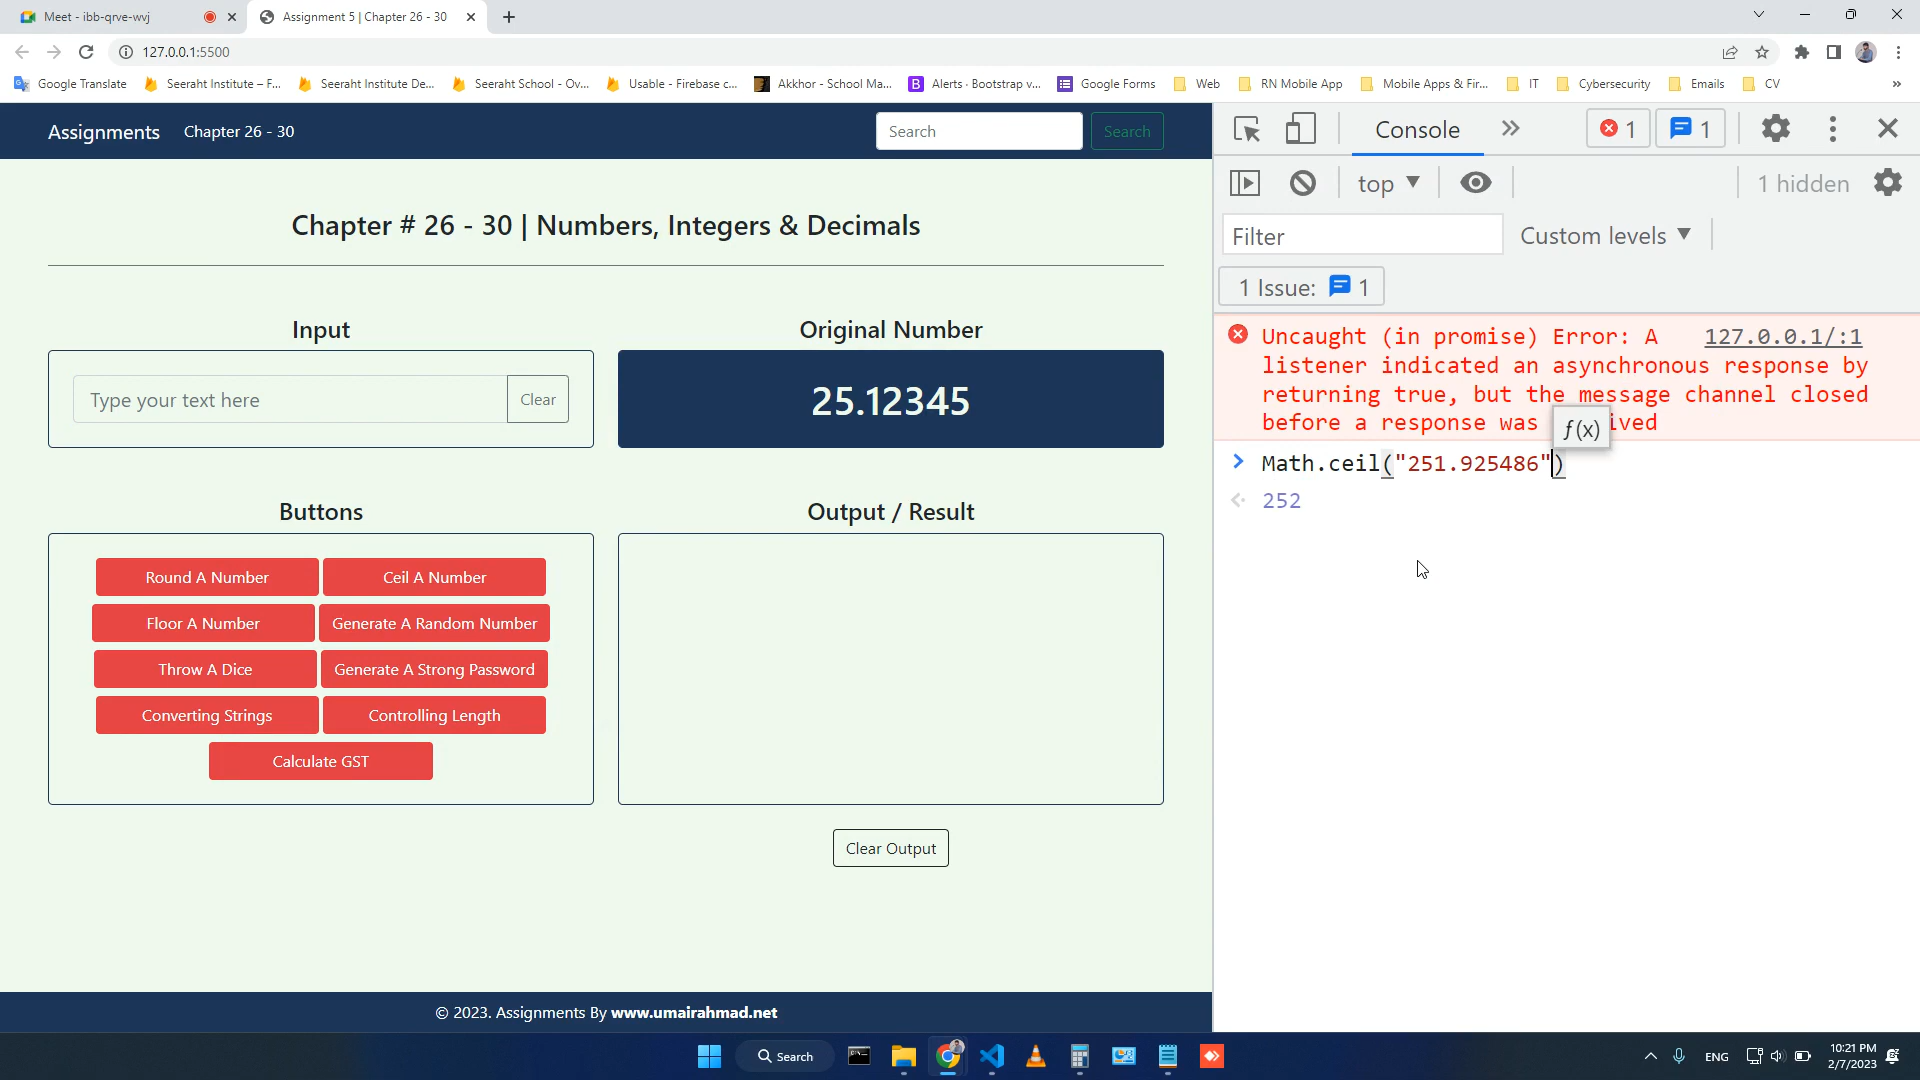 Meet - ibb-qrve-wvj
Assignment 5 | Chapter 26 - 30
127.0.0.1:5500
Google Translate
Seeraht Institute – F...
Seeraht Institute De...
Seeraht School - Ov...
Usable - Firebase c...
Akkhor - School Ma...
Alerts · Bootstrap v...
Google Forms
Web
RN Mobile App
Mobile Apps & Fir...
IT
Cybersecurity
Emails
CV
»
Assignments
Chapter 26 - 30
Search
Search
Chapter # 26 - 30 | Numbers, Integers & Decimals
Input
Type your text here
Clear
Original Number
25.12345
Buttons
Round A Number
Ceil A Number
Floor A Number
Generate A Random Number
Throw A Dice
Generate A Strong Password
Converting Strings
Controlling Length
Calculate GST
Output / Result
Clear Output
© 2023. Assignments By www.umairahmad.net
Console
1
1
top
1 hidden
Filter
Custom levels
1 Issue: 1
Uncaught (in promise) Error: A 127.0.0.1/:1
listener indicated an asynchronous response by
returning true, but the message channel closed
before a response was ived
ƒ(x)
Math.ceil("251.925486")
252
Search
ENG
10:21 PM
2/7/2023